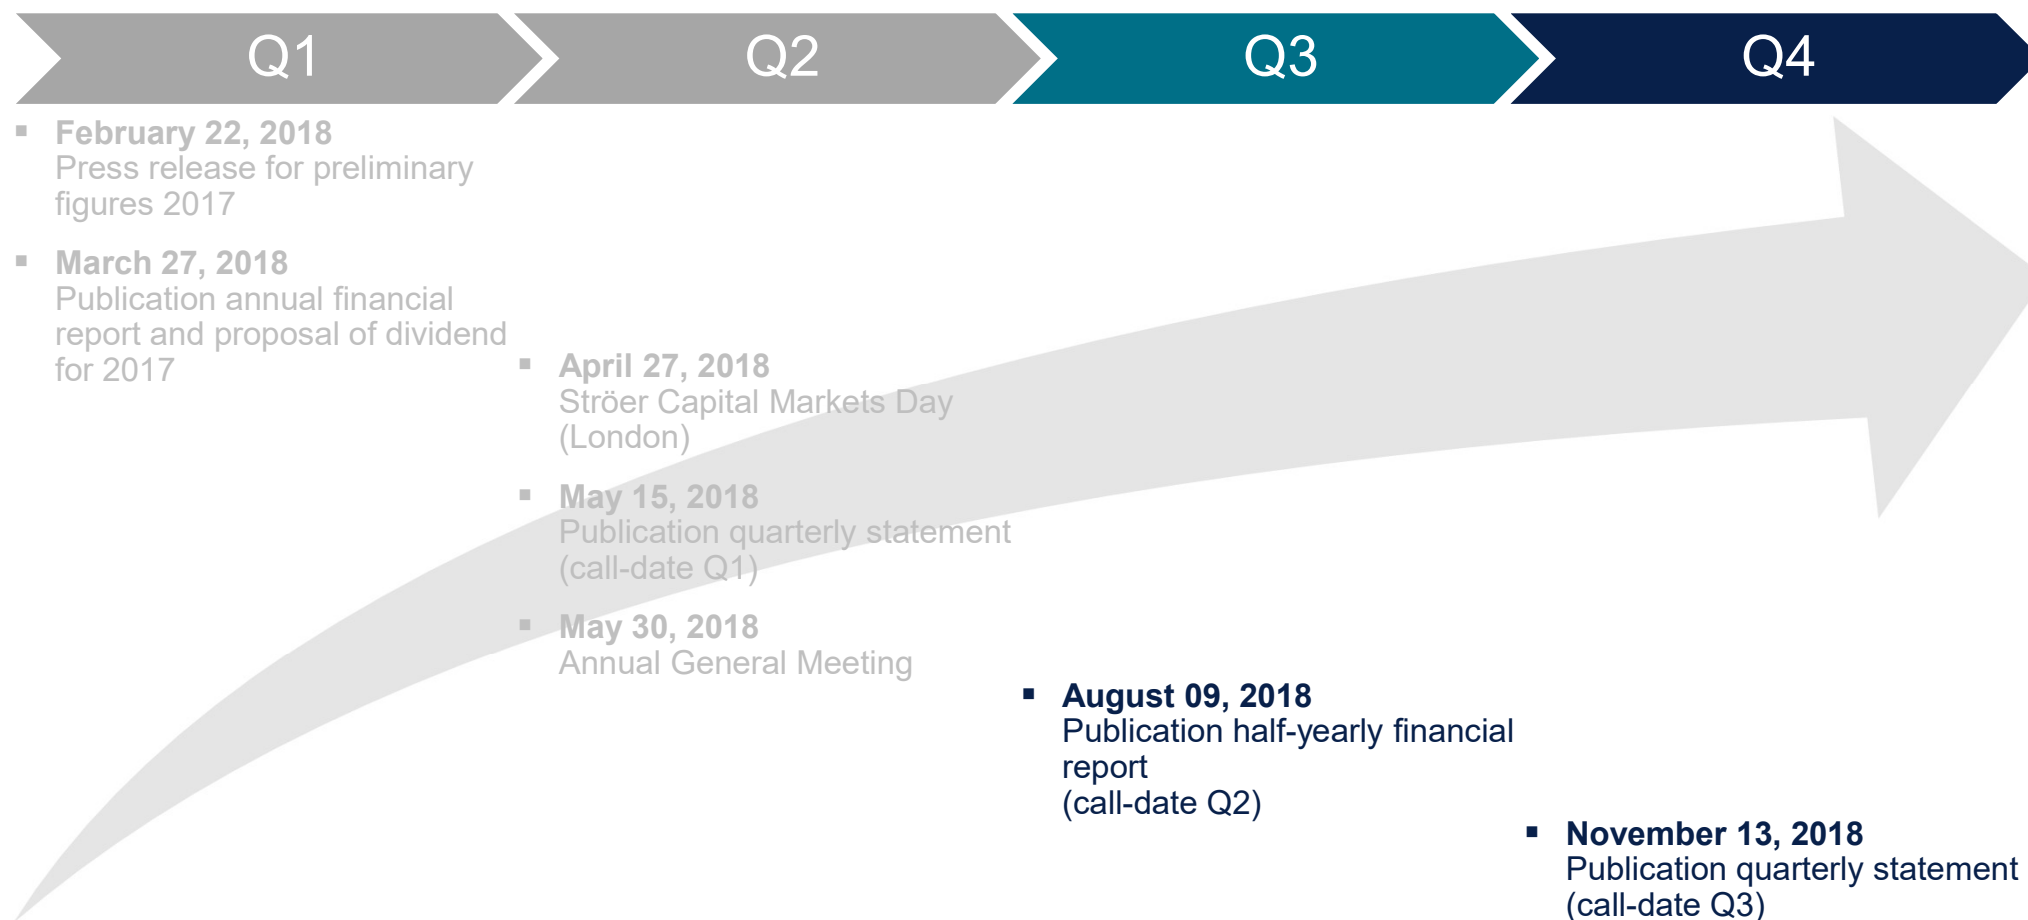 Q1
Q2
Q3
Q4
▪ February 22, 2018
Press release for preliminary
figures 2017
▪ March 27, 2018
Publication annual financial
report and proposal of dividend
for 2017
▪ April 27, 2018
Ströer Capital Markets Day
(London)
▪ May 15, 2018
Publication quarterly statement
(call-date Q1)
▪ May 30, 2018
Annual General Meeting
▪ August 09, 2018
Publication half-yearly financial
report
(call-date Q2)
▪ November 13, 2018
Publication quarterly statement
(call-date Q3)